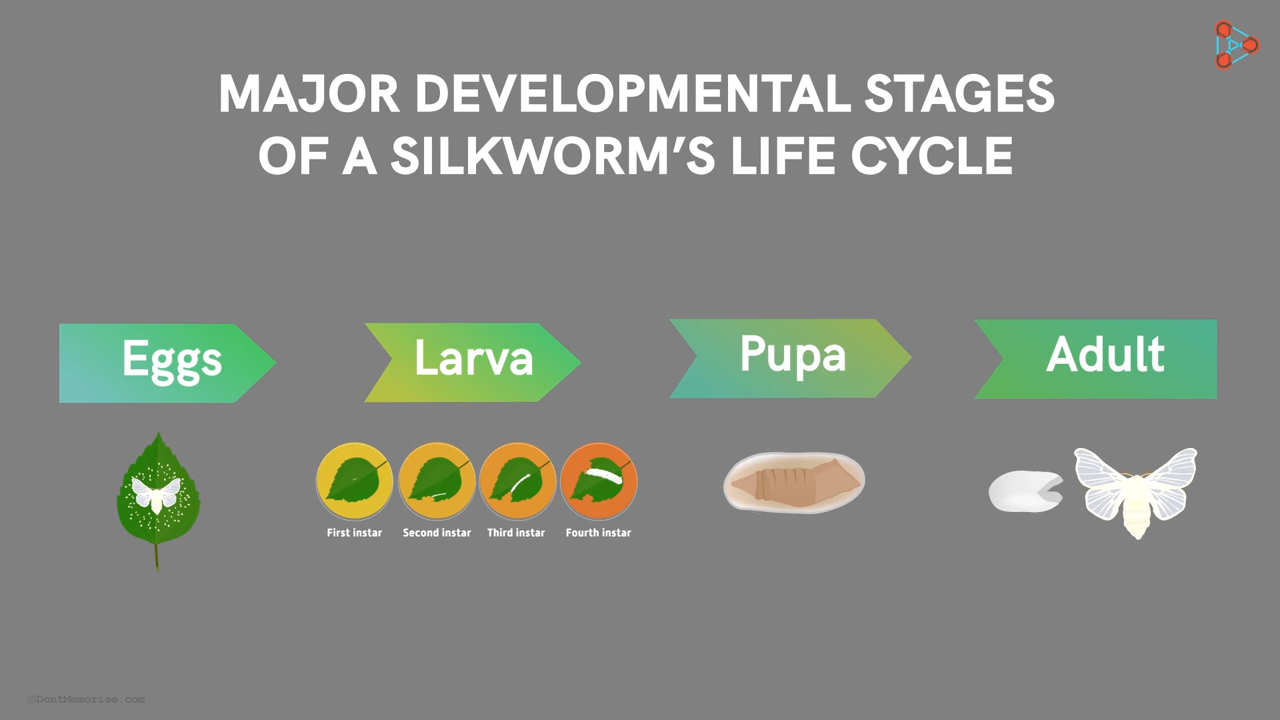 MAJOR DEVELOPMENTAL STAGES
OF A SILKWORM'S LIFE CYCLE
Eggs
Larva
Pupa
Adult
First instar
Second instar
Third instar
Fourth instar
©DontMemorise.com